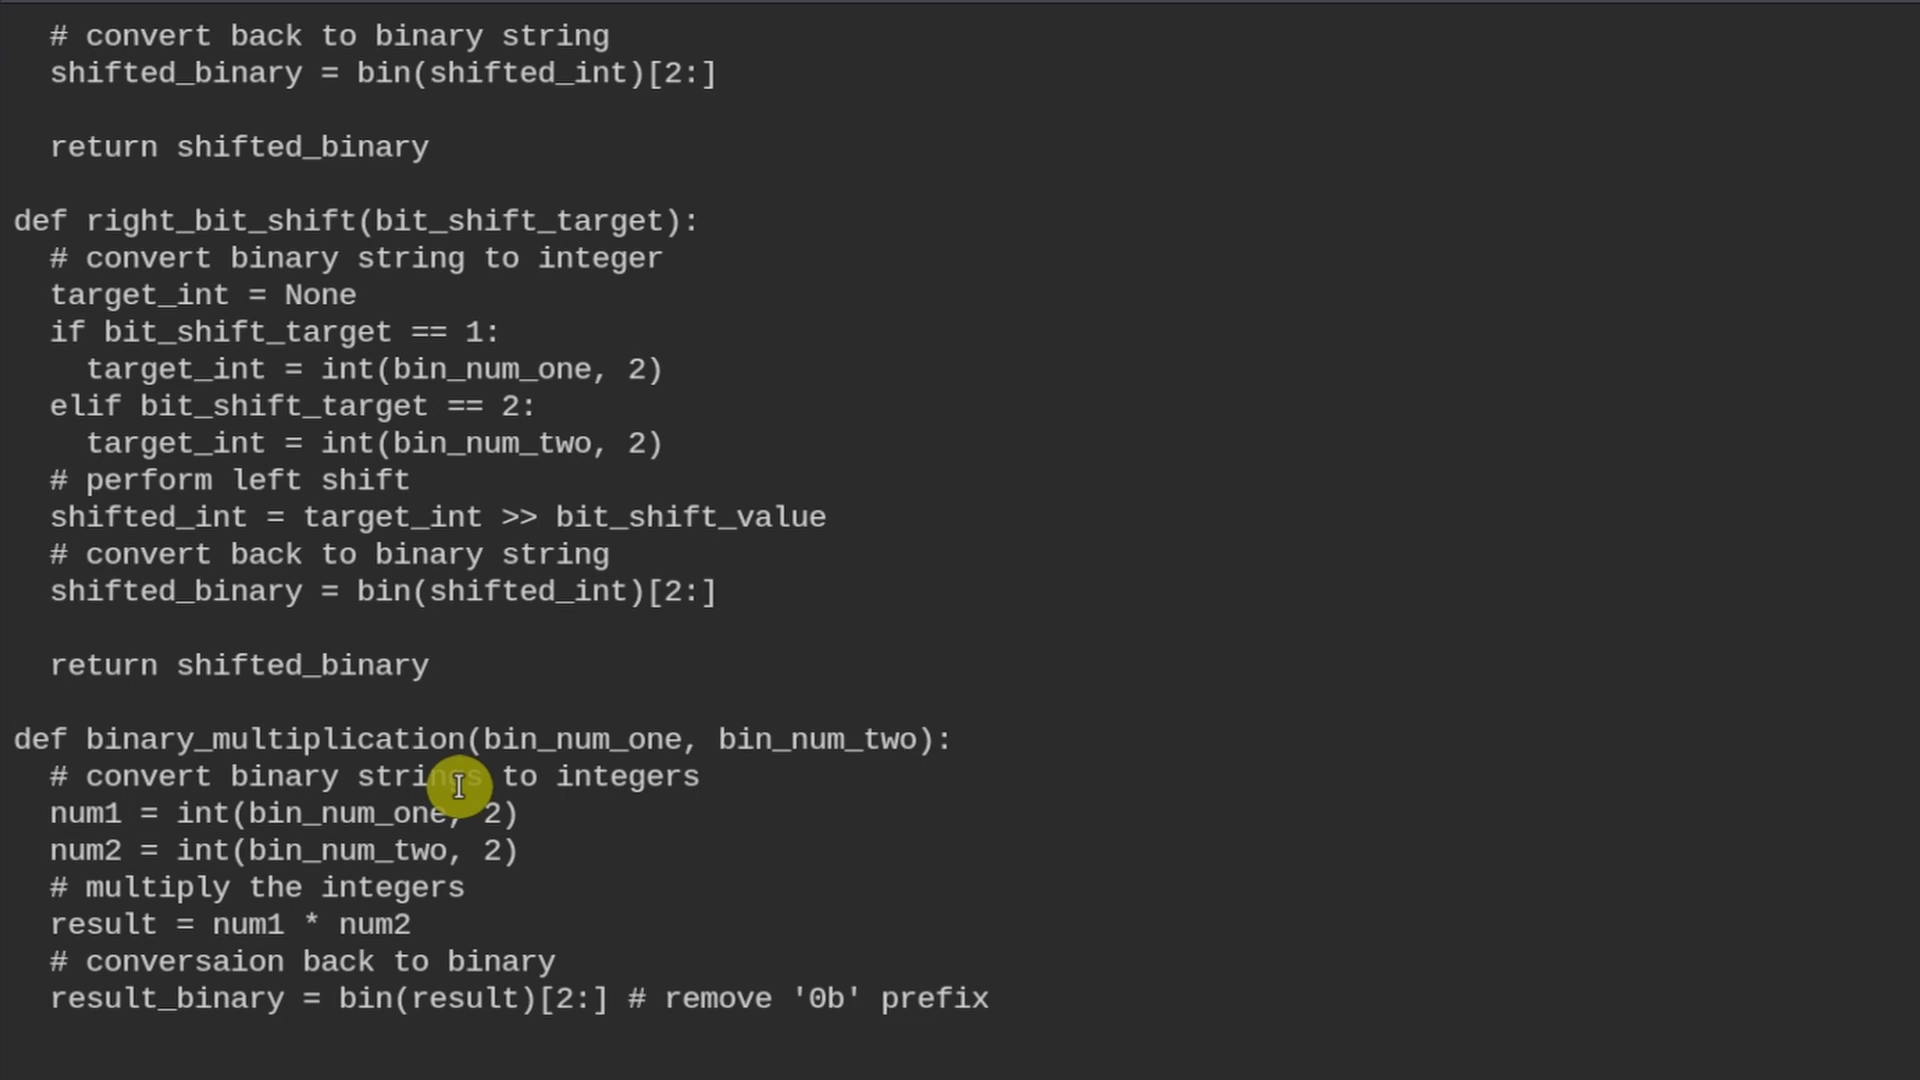 # convert back to binary string
shifted_binary = bin(shifted_int)[2:]
return shifted_binary
def right_bit_shift(bit_shift_target):
# convert binary string to integer
target_int = None
if bit_shift_target == 1:
target_int = int(bin_num_one, 2)
elif bit_shift_target == 2:
target_int = int(bin_num_two, 2)
# perform left shift
shifted_int = target_int >> bit_shift_value
# convert back to binary string
shifted_binary = bin(shifted_int)[2:]
return shifted_binary
def binary_multiplication(bin_num_one, bin_num_two):
# convert binary strings to integers
num1 = int(bin_num_one, 2)
num2 = int(bin_num_two, 2)
# multiply the integers
result = num1 * num2
# conversaion back to binary
result_binary = bin(result)[2:] # remove '0b' prefix